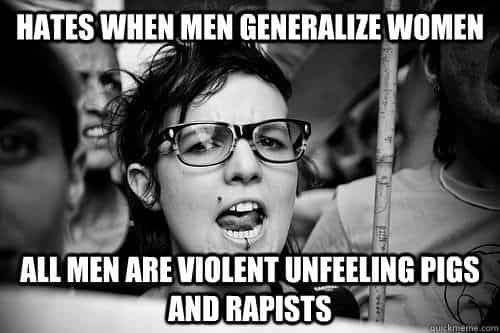 HATES WHEN MEN GENERALIZE WOMEN
ALL MEN ARE VIOLENT UNFEELING PIGS
AND RAPISTS
quickmeme.com